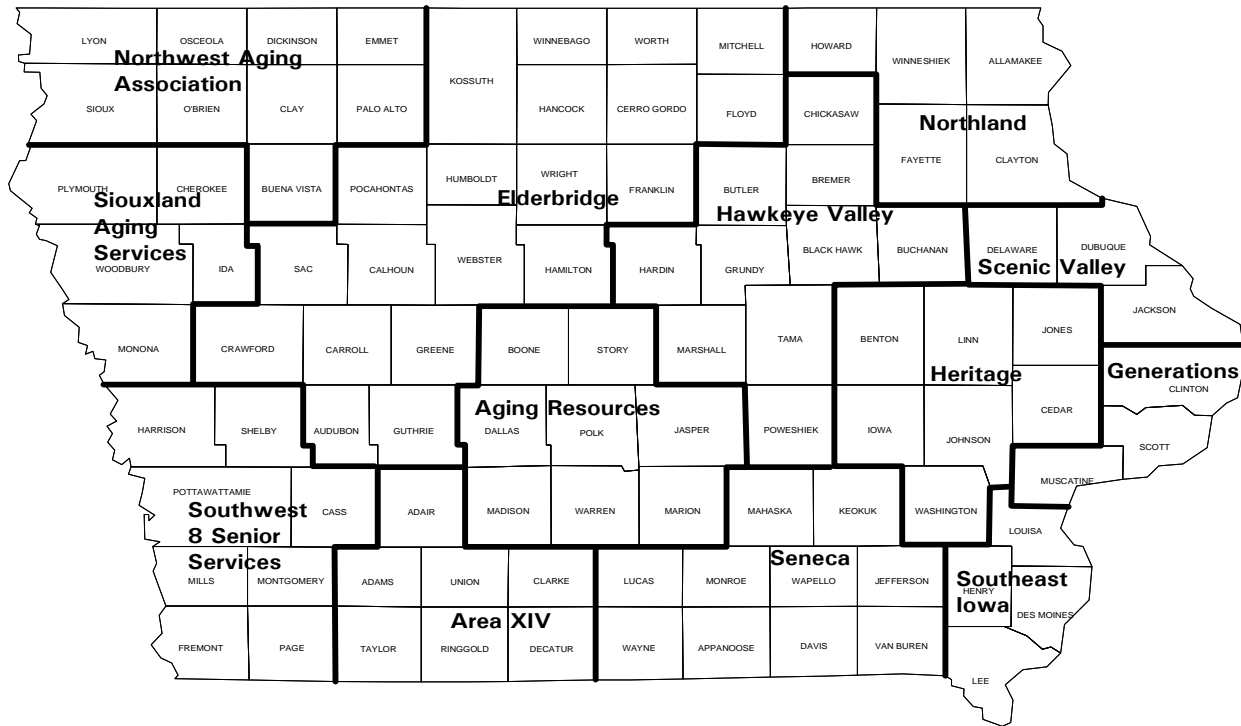 LYON
OSCEOLA
DICKINSON
EMMET
WINNEBAGO
WORTH
MITCHELL
HOWARD
WINNESHIEK
ALLAMAKEE
Northwest Aging
Association
KOSSUTH
SIOUX
O'BRIEN
CLAY
PALO ALTO
HANCOCK
CERRO GORDO
FLOYD
CHICKASAW
Northland
PLYMOUTH
CHEROKEE
BUENA VISTA
POCAHONTAS
HUMBOLDT
WRIGHT
FRANKLIN
BUTLER
BREMER
FAYETTE
CLAYTON
Siouxland
Aging
Services
Elderbridge
Hawkeye Valley
WOODBURY
IDA
SAC
CALHOUN
WEBSTER
HAMILTON
HARDIN
GRUNDY
BLACK HAWK
BUCHANAN
DELAWARE
DUBUQUE
Scenic Valley
MONONA
CRAWFORD
CARROLL
GREENE
BOONE
STORY
MARSHALL
TAMA
BENTON
LINN
JONES
JACKSON
Heritage
Generations
CLINTON
HARRISON
SHELBY
AUDUBON
GUTHRIE
Aging Resources
DALLAS
POLK
JASPER
POWESHIEK
IOWA
JOHNSON
CEDAR
SCOTT
MUSCATINE
POTTAWATTAMIE
Southwest
8 Senior
Services
CASS
ADAIR
MADISON
WARREN
MARION
MAHASKA
KEOKUK
WASHINGTON
LOUISA
Seneca
MILLS
MONTGOMERY
ADAMS
UNION
CLARKE
LUCAS
MONROE
WAPELLO
JEFFERSON
Southeast
Iowa
HENRY
DES MOINES
Area XIV
FREMONT
PAGE
TAYLOR
RINGGOLD
DECATUR
WAYNE
APPANOOSE
DAVIS
VAN BUREN
LEE